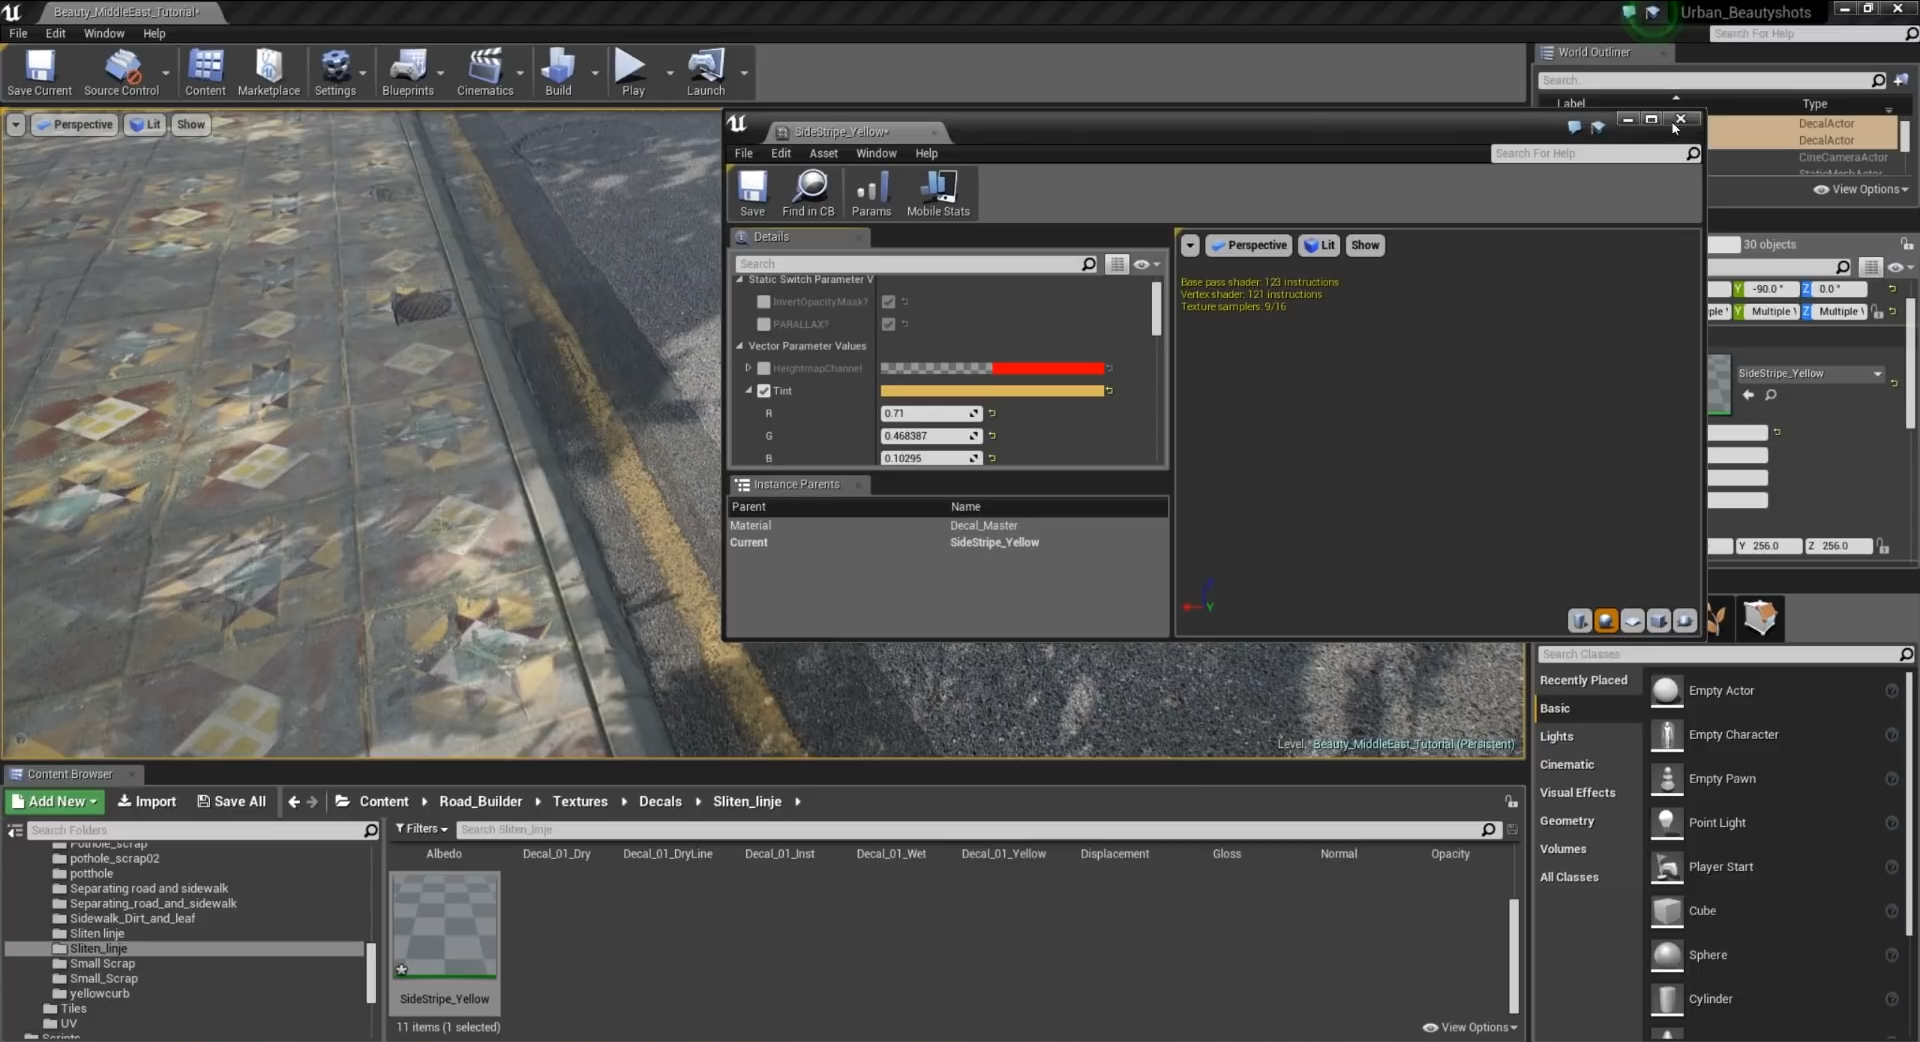 Beauty_MiddleEast_Tutorial*
Urban_Beautyshots
File Edit Window Help
Search For Help
Save Current Source Control Content Marketplace Settings Blueprints Cinematics Build Play Launch
World Outliner
Search...
Label Type
DecalActor
DecalActor
CineCameraActor
StaticMeshActor
View Options
Perspective Lit Show
SideStripe_Yellow*
File Edit Asset Window Help
Search For Help
Save Find in CB Params Mobile Stats
Details
Search
Static Switch Parameter V
InvertOpacityMask?
PARALLAX?
Vector Parameter Values
HeightmapChannel
Tint
R 0.71
G 0.468387
B 0.10295
Instance Parents
Parent Name
Material Decal_Master
Current SideStripe_Yellow
Perspective Lit Show
Base pass shader: 123 instructions
Vertex shader: 121 instructions
Texture samplers: 9/16
Y
30 objects
Y -90.0 ° Z 0.0 °
Y Multiple Z Multiple
SideStripe_Yellow
Y 256.0 Z 256.0
Level: Beauty_MiddleEast_Tutorial (Persistent)
Content Browser
Add New Import Save All Content Road_Builder Textures Decals Sliten_linje
Search Folders
Pothole_scrap
pothole_scrap02
potthole
Separating road and sidewalk
Separating_road_and_sidewalk
Sidewalk_Dirt_and_leaf
Sliten linje
Sliten_linje
Small Scrap
Small_Scrap
yellowcurb
Tiles
UV
Scripts
Filters Search Sliten_linje
Albedo Decal_01_Dry Decal_01_DryLine Decal_01_Inst Decal_01_Wet Decal_01_Yellow Displacement Gloss Normal Opacity
SideStripe_Yellow
11 items (1 selected)
View Options
Search Classes
Recently Placed
Basic
Lights
Cinematic
Visual Effects
Geometry
Volumes
All Classes
Empty Actor
Empty Character
Empty Pawn
Point Light
Player Start
Cube
Sphere
Cylinder